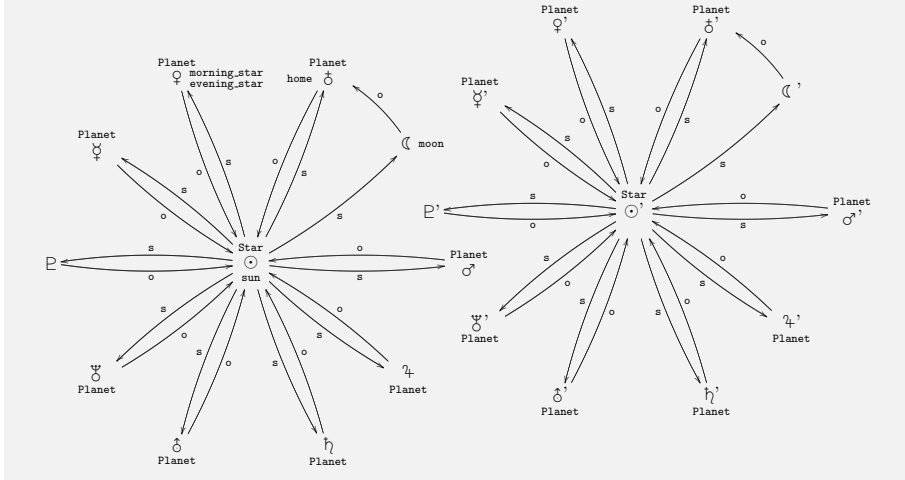 Planet
♀
morning_star
evening_star
Planet
home ♁
o
☾ moon
Planet
☿
s
o
s
o
o
s
s
Star
⊙
sun
♇
s
o
o
s
Planet
♂
s
o
s
o
s
o
s
o
♆
Planet
♃
Planet
♁
Planet
♄
Planet
Planet
♀’
Planet
♁’
o
☾’
Planet
☿’
s
o
s
o
o
s
s
Star
⊙’
♇’
s
o
o
s
Planet
♂’
s
o
s
o
s
o
s
o
♆’
Planet
♃’
Planet
♁’
Planet
♄’
Planet